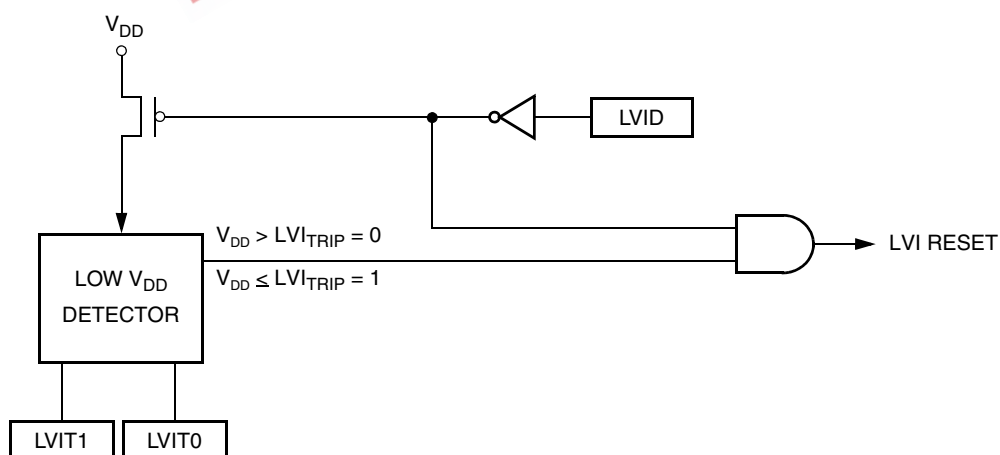 VDD
LVID
VDD > LVITRIP = 0
LVI RESET
VDD ≤ LVITRIP = 1
LOW VDD
DETECTOR
LVIT1
LVIT0